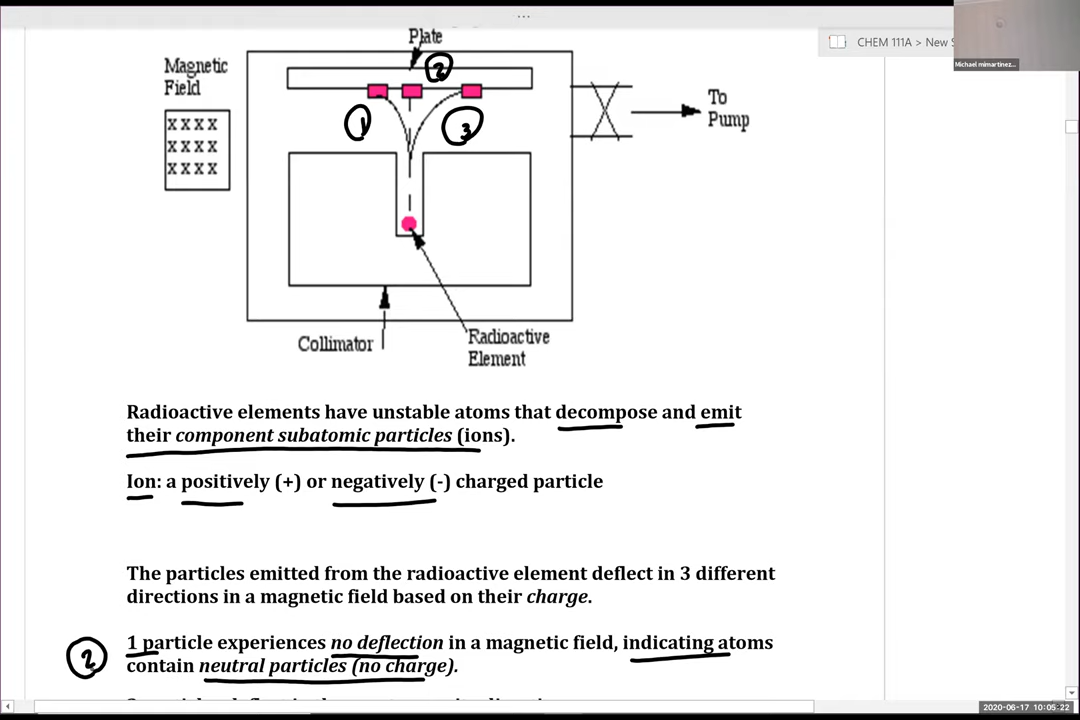 ...
CHEM 111A > New S
Michael mimartinez...
Plate
2
Magnetic
Field
1
3
To
Pump
X X X X
X X X X
X X X X
Collimator
Radioactive
Element
Radioactive elements have unstable atoms that decompose and emit
their component subatomic particles (ions).
Ion: a positively (+) or negatively (-) charged particle
The particles emitted from the radioactive element deflect in 3 different
directions in a magnetic field based on their charge.
2
1 particle experiences no deflection in a magnetic field, indicating atoms
contain neutral particles (no charge).
2020-06-17 10:05:22